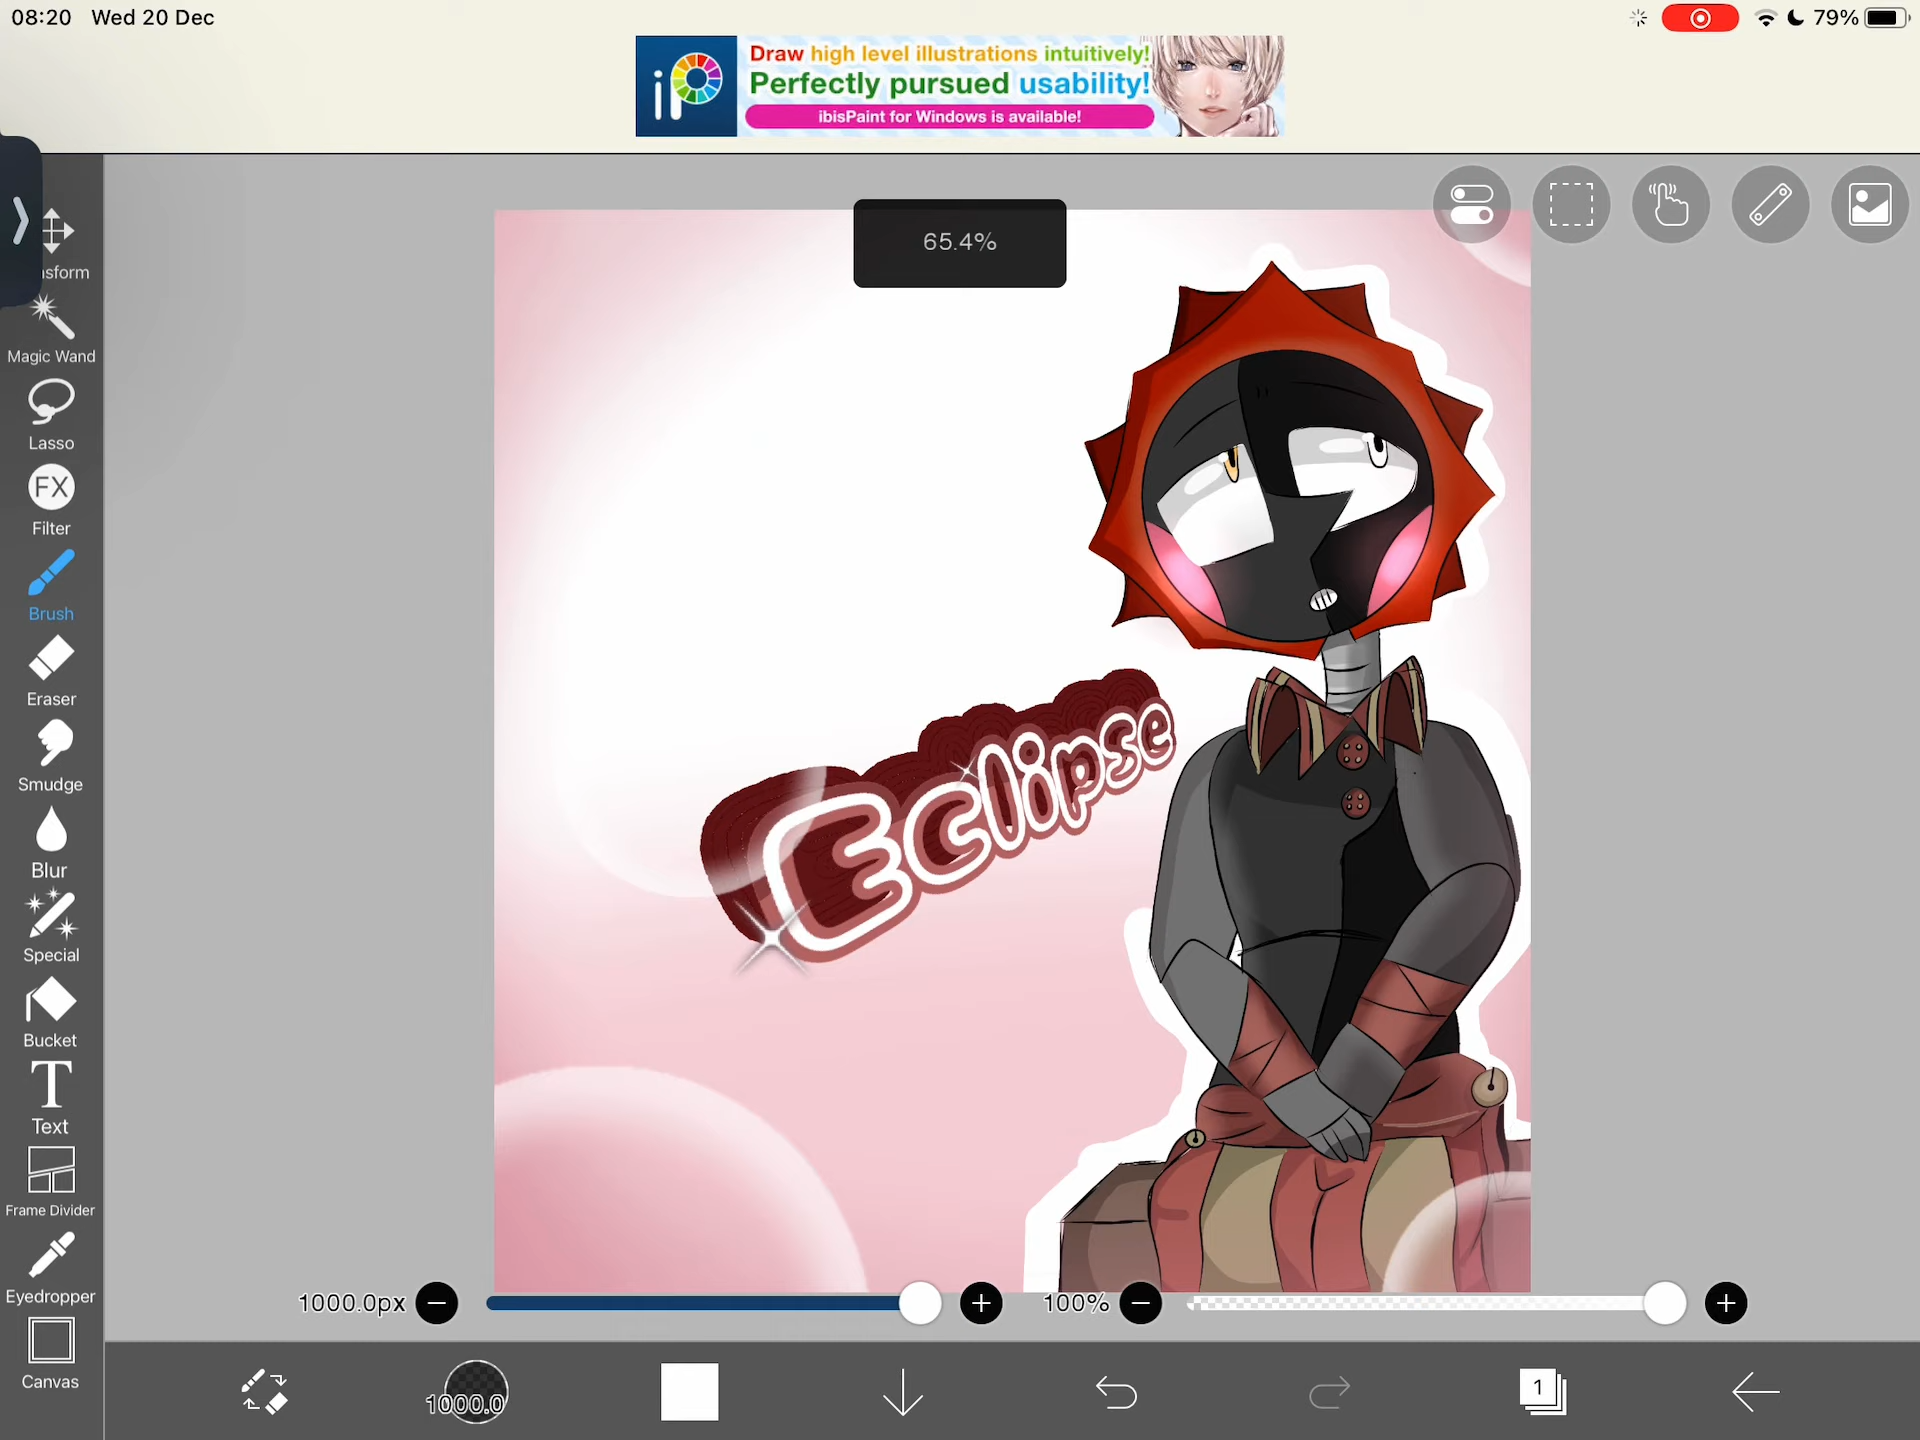 08:20 Wed 20 Dec
79%
iP
Draw high level illustrations intuitively!
Perfectly pursued usability!
ibisPaint for Windows is available!
65.4%
nsform
Magic Wand
Lasso
FX
Filter
Brush
Eraser
Smudge
Blur
Special
Bucket
T
Text
Frame Divider
Eyedropper
Canvas
Eclipse
1000.0px
100%
1000.0
1